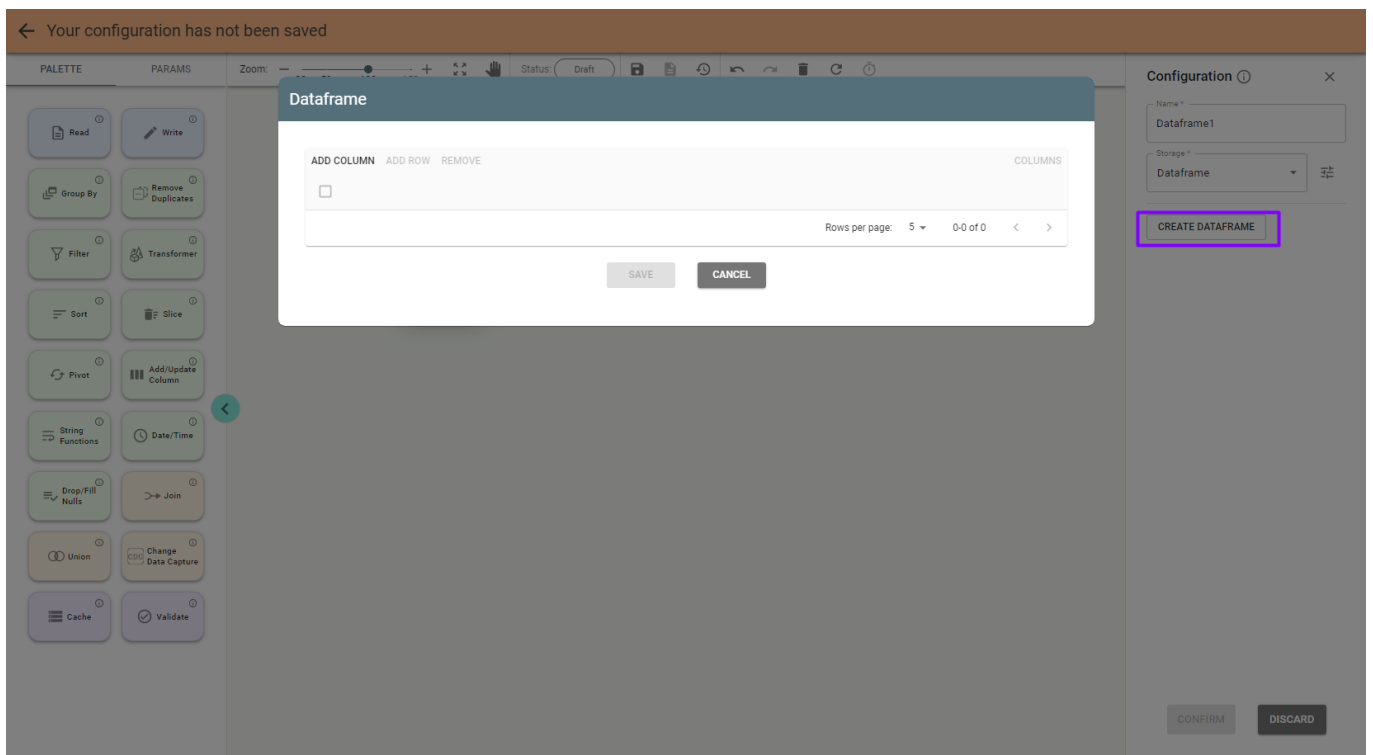 Your configuration has not been saved
PALETTE PARAMS
Zoom:
Status: Draft
Dataframe
ADD COLUMN ADD ROW REMOVE COLUMNS
Rows per page: 5 0-0 of 0
SAVE CANCEL
Read
Write
Group By
Remove
Duplicates
Filter
Transformer
Sort
Slice
Pivot
Add/Update
Column
String
Functions
Date/Time
Drop/Fill
Nulls
Join
Union
CDC
Change
Data Capture
Cache
Validate
Configuration
Name *
Dataframe1
Storage *
Dataframe
CREATE DATAFRAME
CONFIRM DISCARD